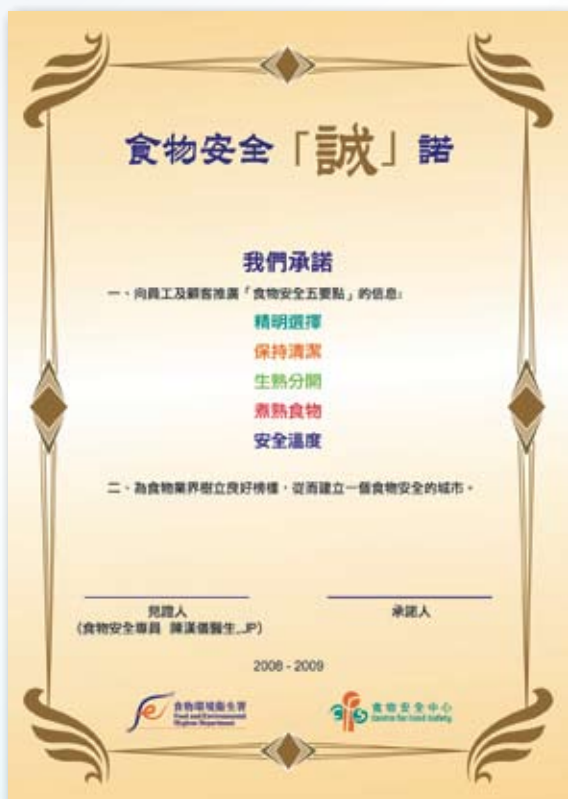 食物安全「誠」諾
我們承諾
一、向員工及顧客推廣「食物安全五要點」的信息:
精明選擇
保持清潔
生熟分開
煮熟食物
安全溫度
二、為食物業界樹立良好榜樣，從而建立一個食物安全的城市。
見證人
(食物安全專員 陳漢儀醫生, JP)
承諾人
2008 - 2009
食物環境衞生署
Food and Environmental
Hygiene Department
食物安全中心
Centre for Food Safety